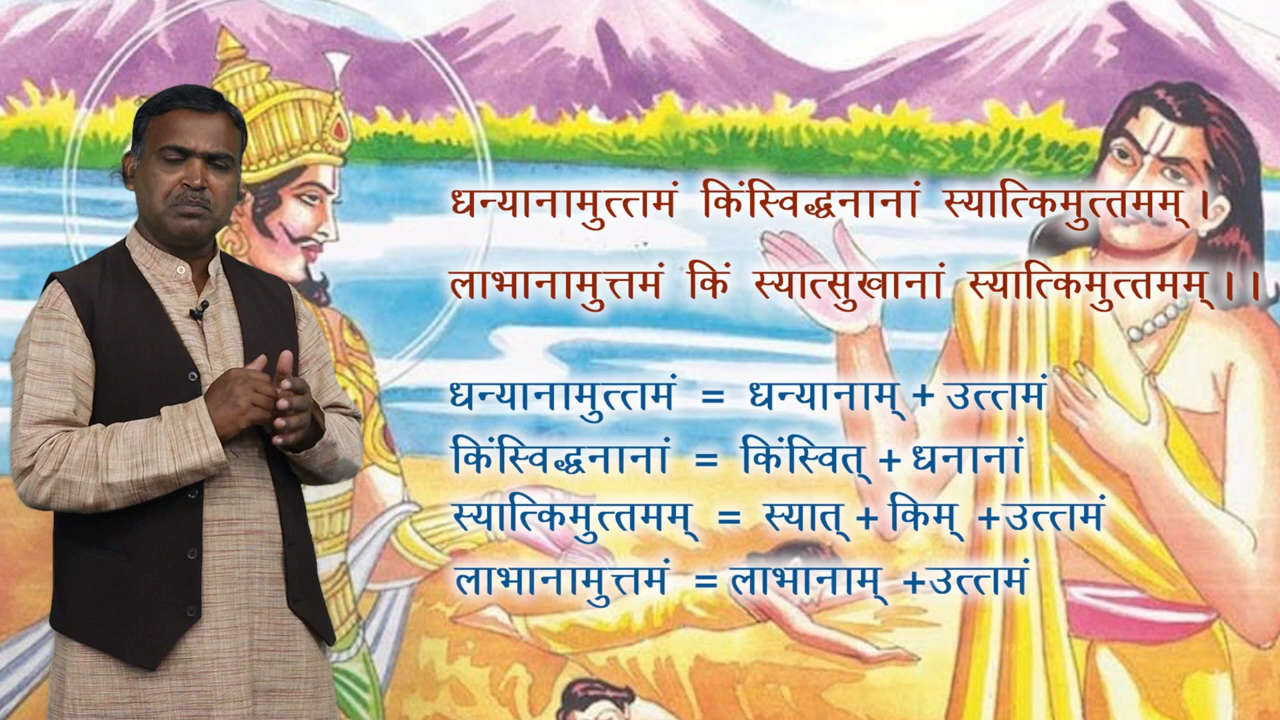 धन्यानामुत्तमं किंस्विद्धनानां स्यात्किमुत्तमम् ।
लाभानामुत्तमं किं स्यात्सुखानां स्यात्किमुत्तमम् ।।
धन्यानामुत्तमं = धन्यानाम् + उत्तमं
किंस्विद्धनानां = किंस्वित् + धनानां
स्यात्किमुत्तमम् = स्यात् + किम् +उत्तमं
लाभानामुत्तमं = लाभानाम् +उत्तमं